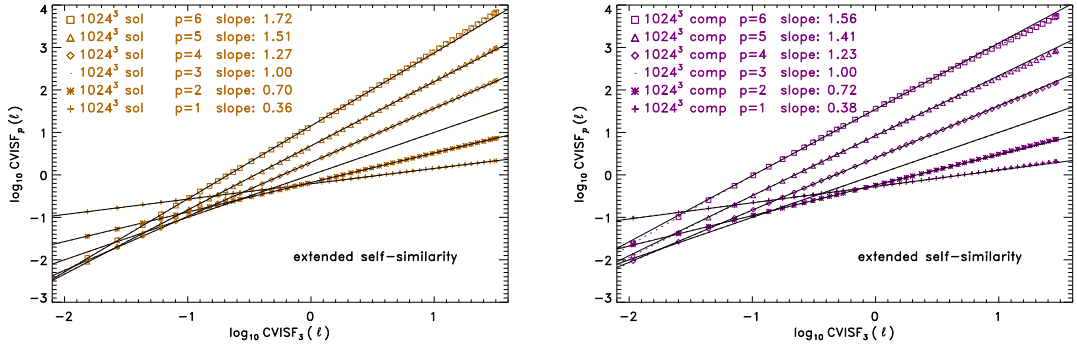 1024³ sol p=6 slope: 1.72
1024³ sol p=5 slope: 1.51
1024³ sol p=4 slope: 1.27
1024³ sol p=3 slope: 1.00
1024³ sol p=2 slope: 0.70
1024³ sol p=1 slope: 0.36
extended self-similarity
4
3
2
1
0
−1
−2
−3
log₁₀ CVISFₚ(ℓ)
−2
−1
0
1
log₁₀ CVISF₃(ℓ)
1024³ comp p=6 slope: 1.56
1024³ comp p=5 slope: 1.41
1024³ comp p=4 slope: 1.23
1024³ comp p=3 slope: 1.00
1024³ comp p=2 slope: 0.72
1024³ comp p=1 slope: 0.38
extended self-similarity
4
3
2
1
0
−1
−2
−3
log₁₀ CVISFₚ(ℓ)
−2
−1
0
1
log₁₀ CVISF₃(ℓ)